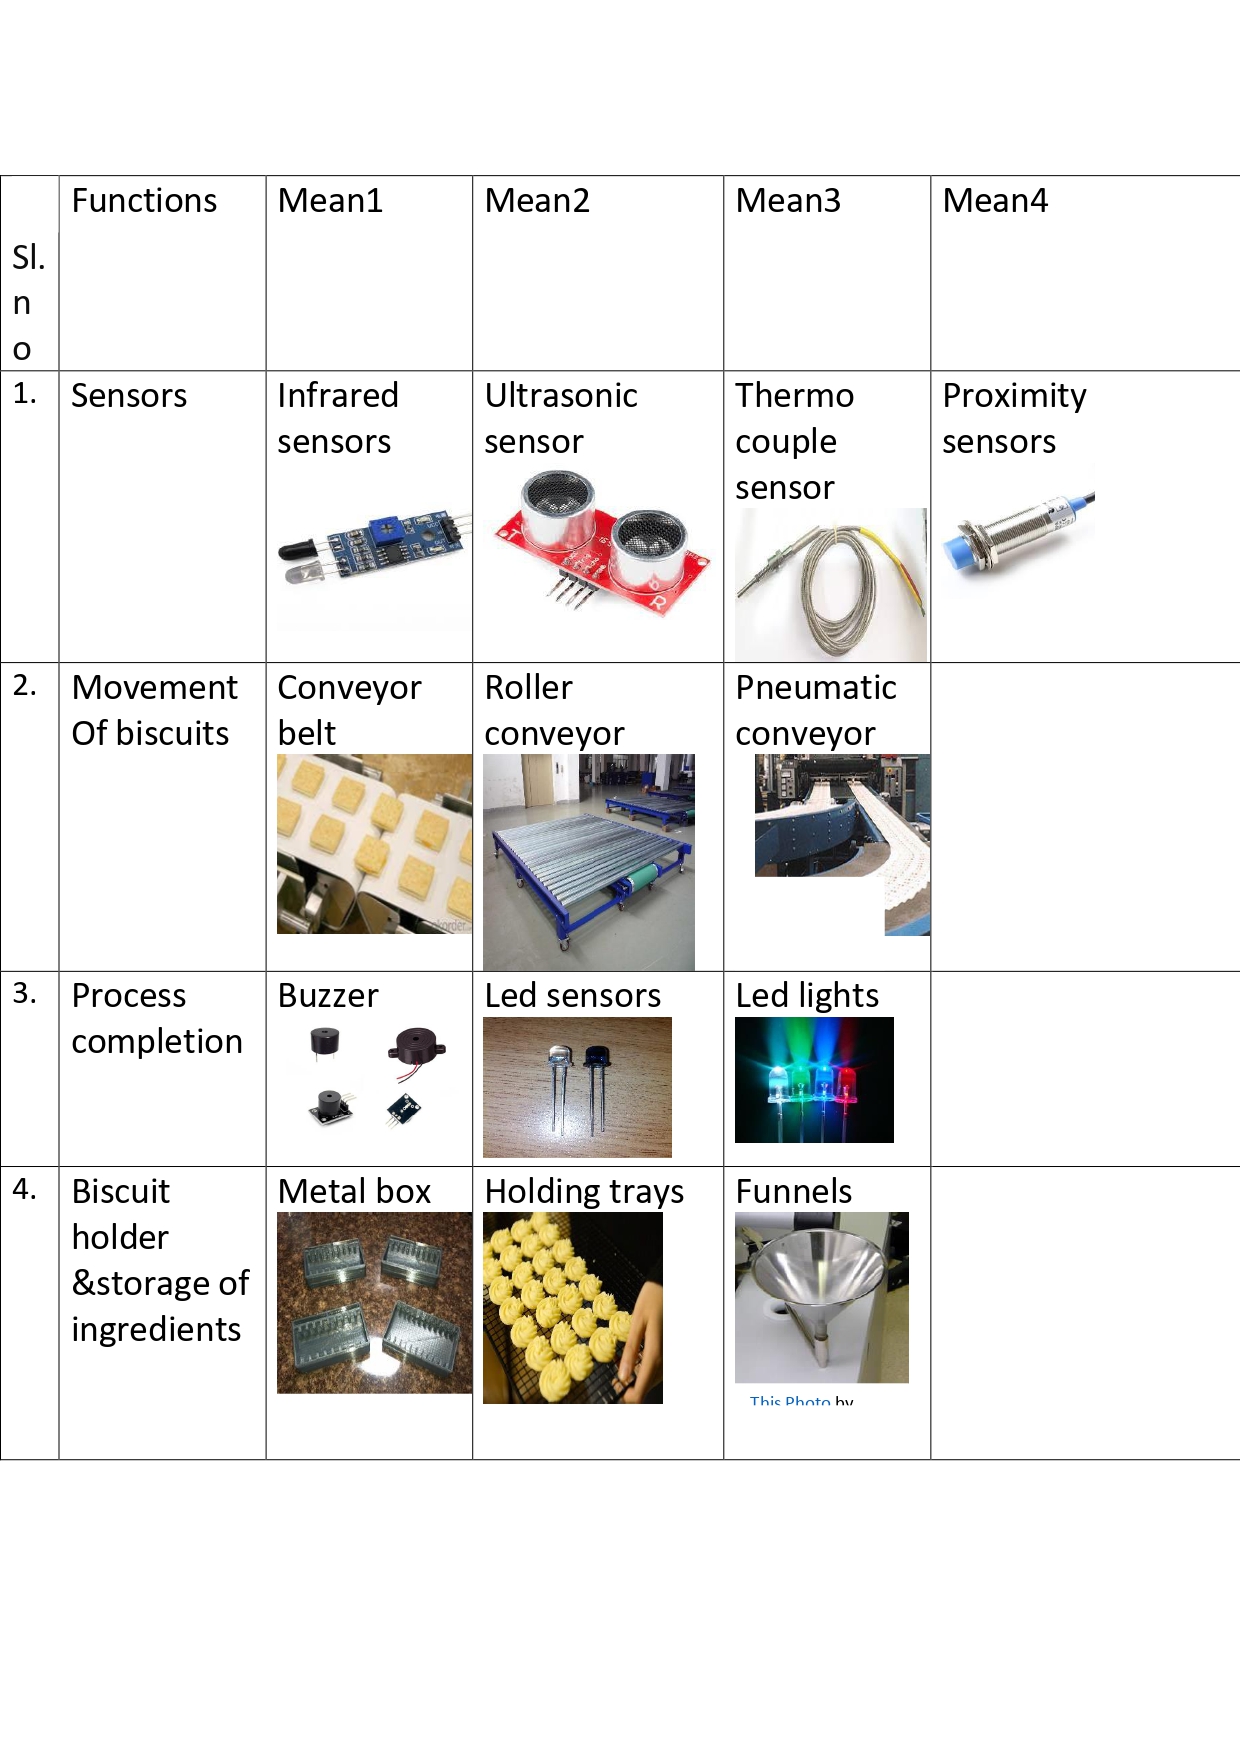 Functions
Mean1
Mean2
Mean3
Mean4
Sl.
n
o
1.
Sensors
Infrared
sensors
Ultrasonic
sensor
Thermo
couple
sensor
Proximity
sensors
T
R
2.
Movement
Of biscuits
Conveyor
belt
Roller
conveyor
Pneumatic
conveyor
3.
Process
completion
Buzzer
Led sensors
Led lights
4.
Biscuit
holder
&storage of
ingredients
Metal box
Holding trays
Funnels
This Photo by